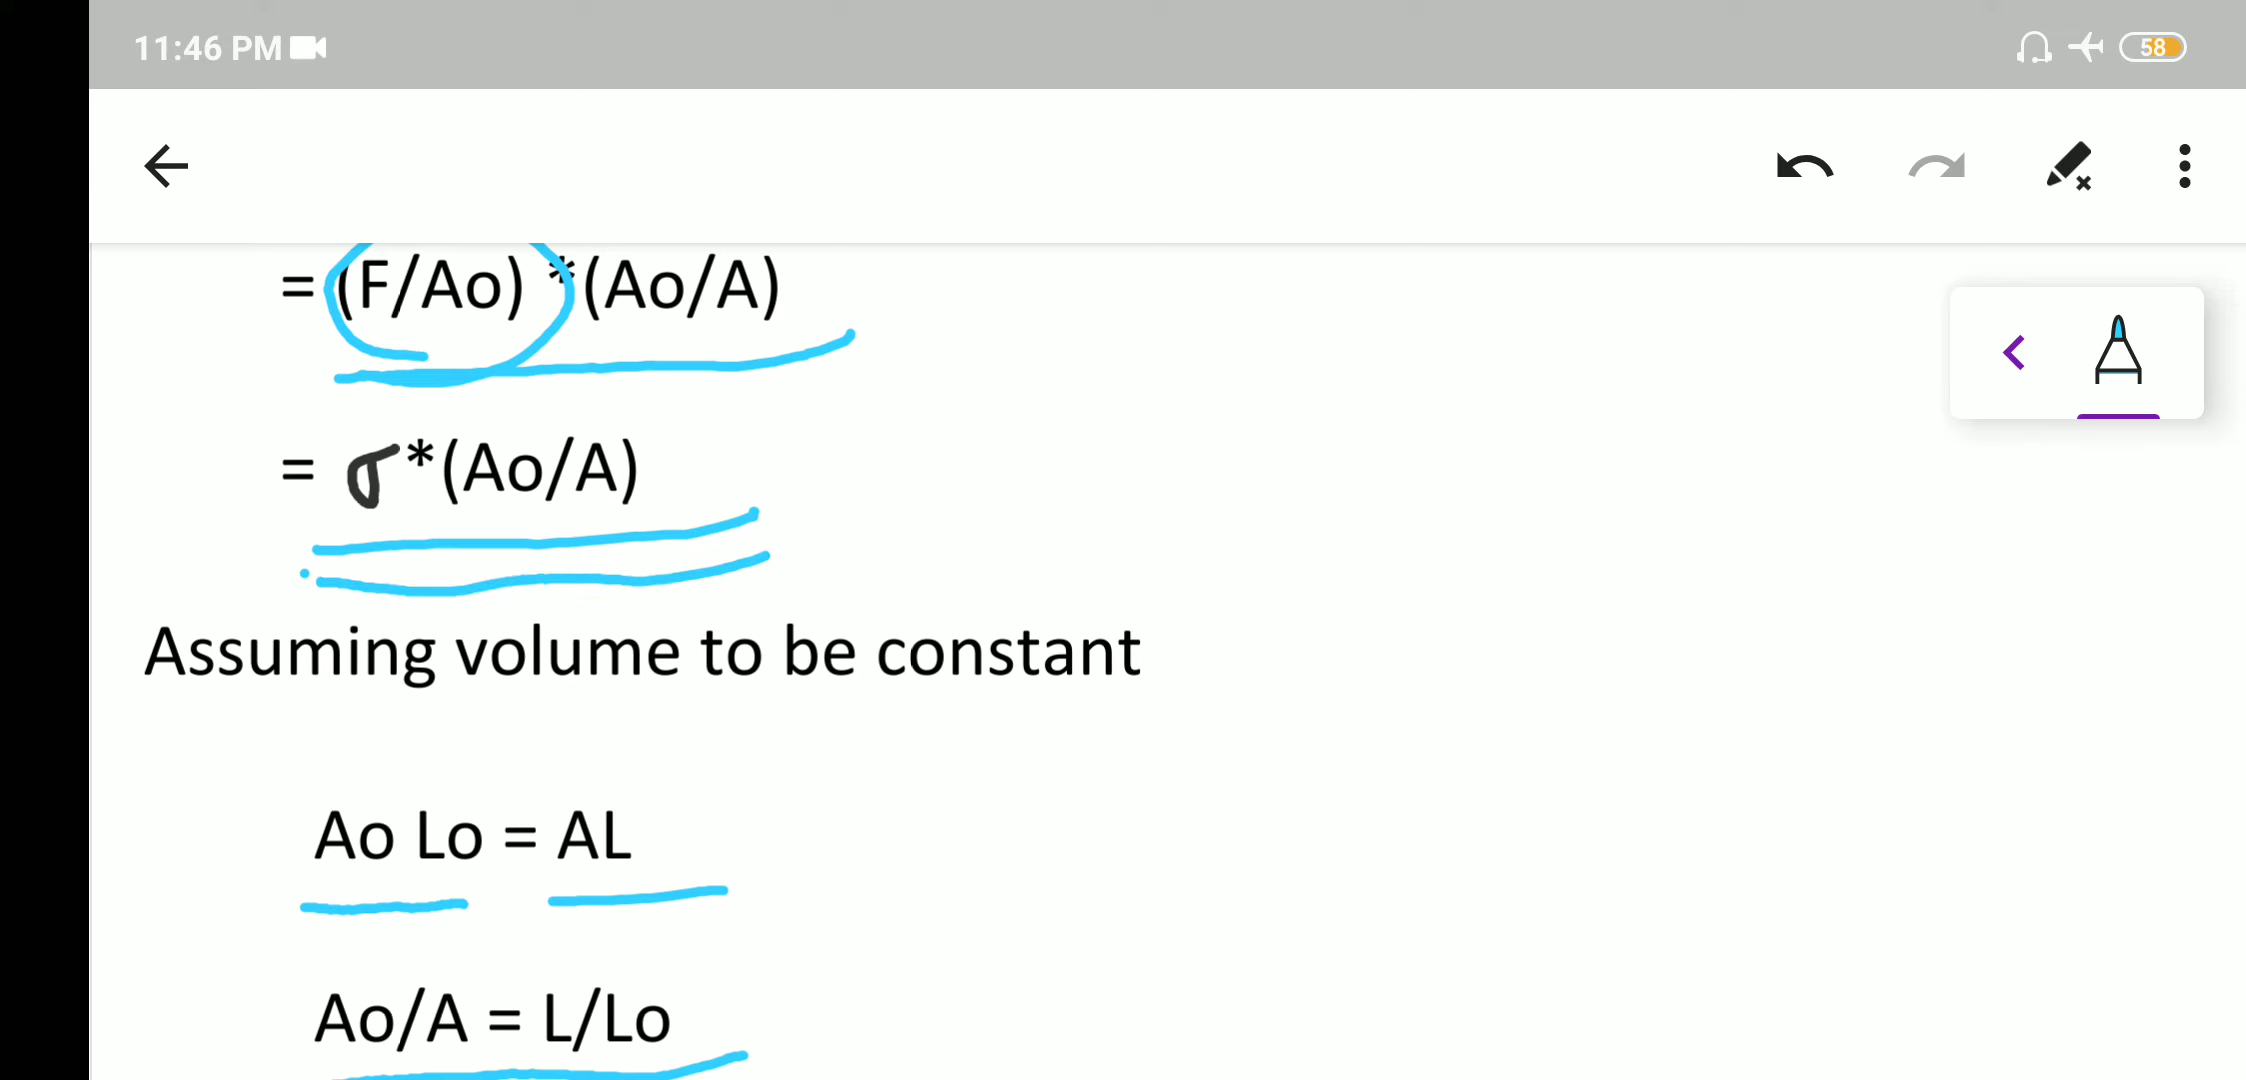 11:46 PM
58
= (F/Ao) *(Ao/A)
= σ*(Ao/A)
Assuming volume to be constant
Ao Lo = AL
Ao/A = L/Lo